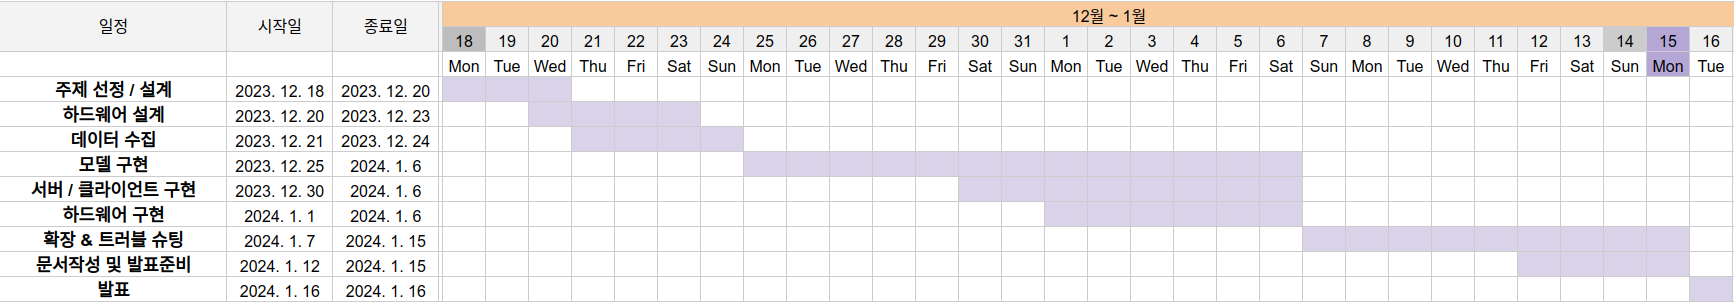 일정 시작일 종료일 12월 ~ 1월
18 19 20 21 22 23 24 25 26 27 28 29 30 31 1 2 3 4 5 6 7 8 9 10 11 12 13 14 15 16
Mon Tue Wed Thu Fri Sat Sun Mon Tue Wed Thu Fri Sat Sun Mon Tue Wed Thu Fri Sat Sun Mon Tue Wed Thu Fri Sat Sun Mon Tue
주제 선정 / 설계 2023. 12. 18 2023. 12. 20
하드웨어 설계 2023. 12. 20 2023. 12. 23
데이터 수집 2023. 12. 21 2023. 12. 24
모델 구현 2023. 12. 25 2024. 1. 6
서버 / 클라이언트 구현 2023. 12. 30 2024. 1. 6
하드웨어 구현 2024. 1. 1 2024. 1. 6
확장 & 트러블 슈팅 2024. 1. 7 2024. 1. 15
문서작성 및 발표준비 2024. 1. 12 2024. 1. 15
발표 2024. 1. 16 2024. 1. 16